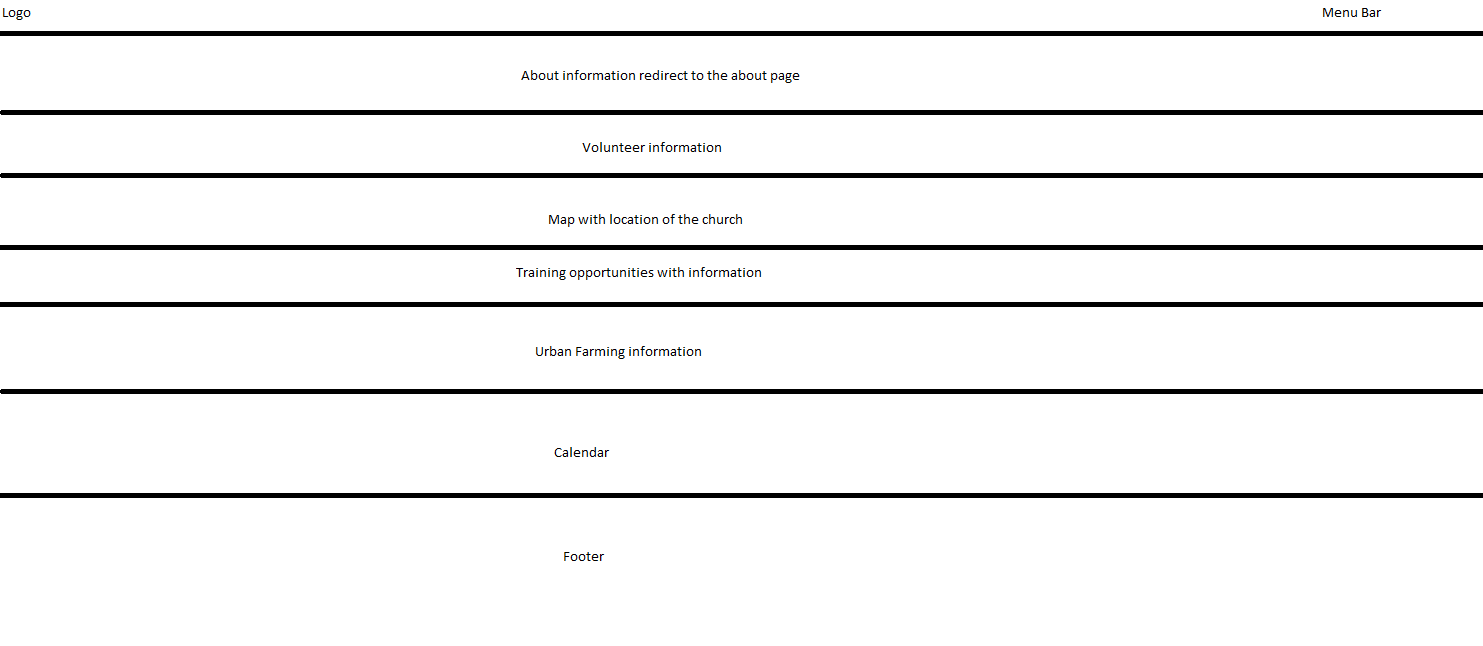 Logo
Menu Bar
About information redirect to the about page
Volunteer information
Map with location of the church
Training opportunities with information
Urban Farming information
Calendar
Footer